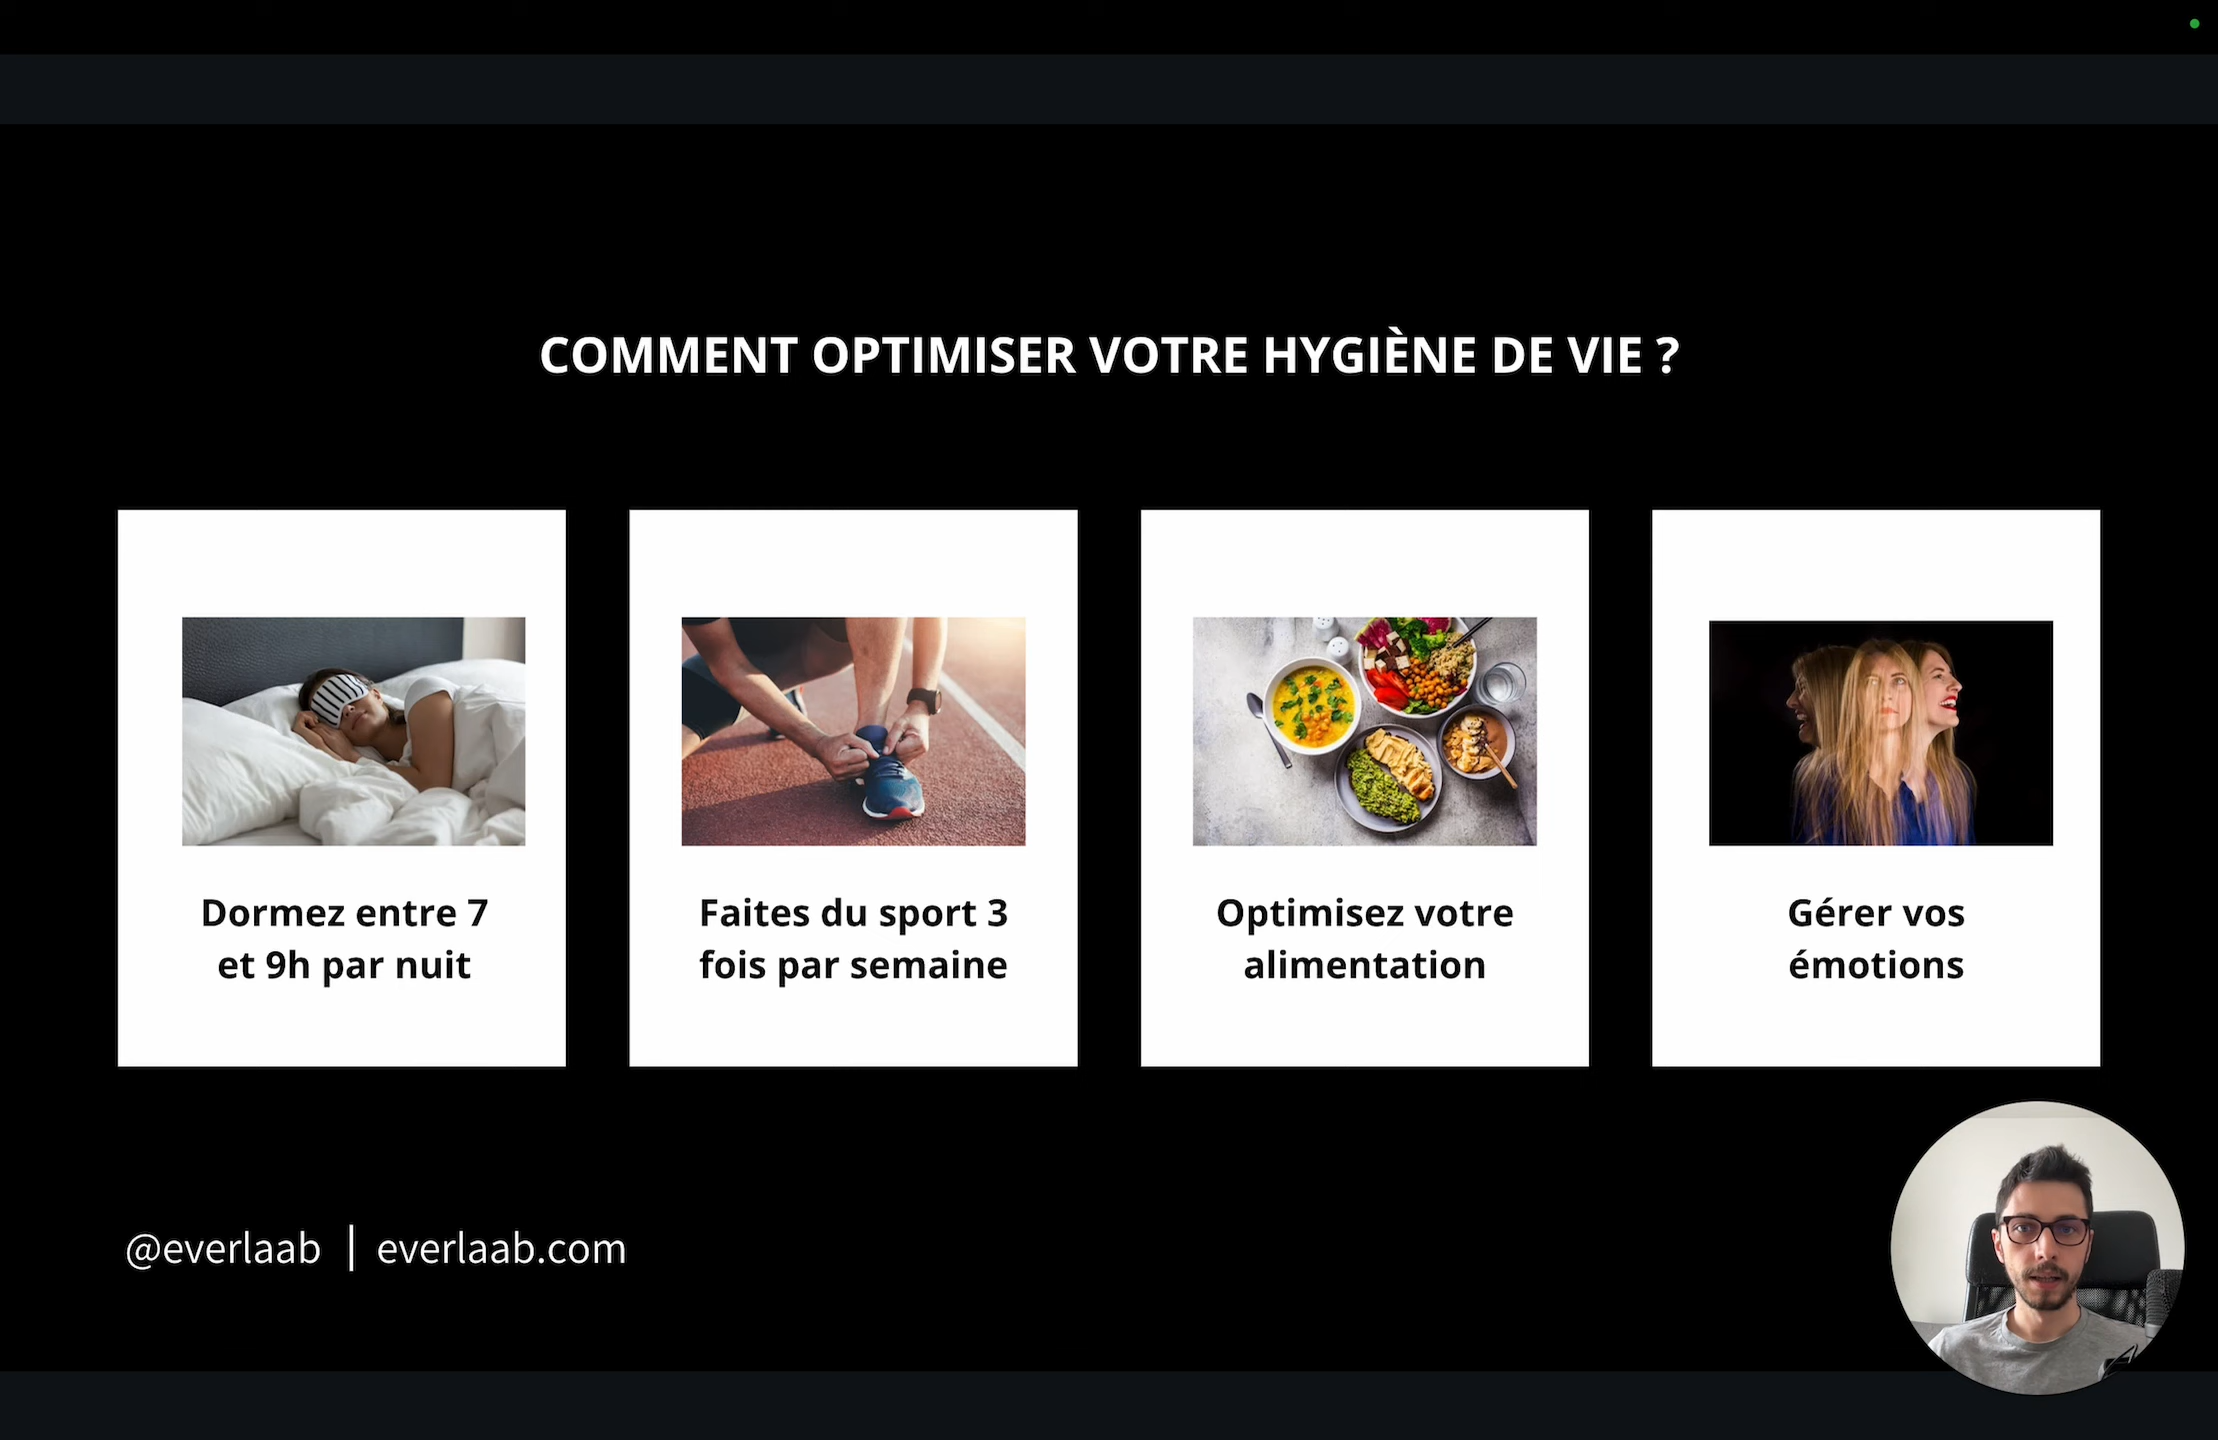 COMMENT OPTIMISER VOTRE HYGIÈNE DE VIE ?
Dormez entre 7
et 9h par nuit
Faites du sport 3
fois par semaine
Optimisez votre
alimentation
Gérer vos
émotions
@everlaab | everlaab.com